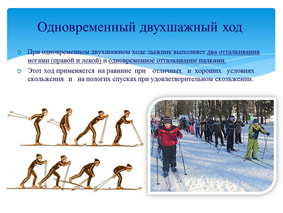 Одновременный двухшажный ход
При одновременном двухшажном ходе лыжник выполняет два отталкивания
ногами (правой и левой) и одновременное отталкивание палками.
Этот ход применяется на равнине при отличных и хороших условиях
скольжения и на пологих спусках при удовлетворительном скольжении.